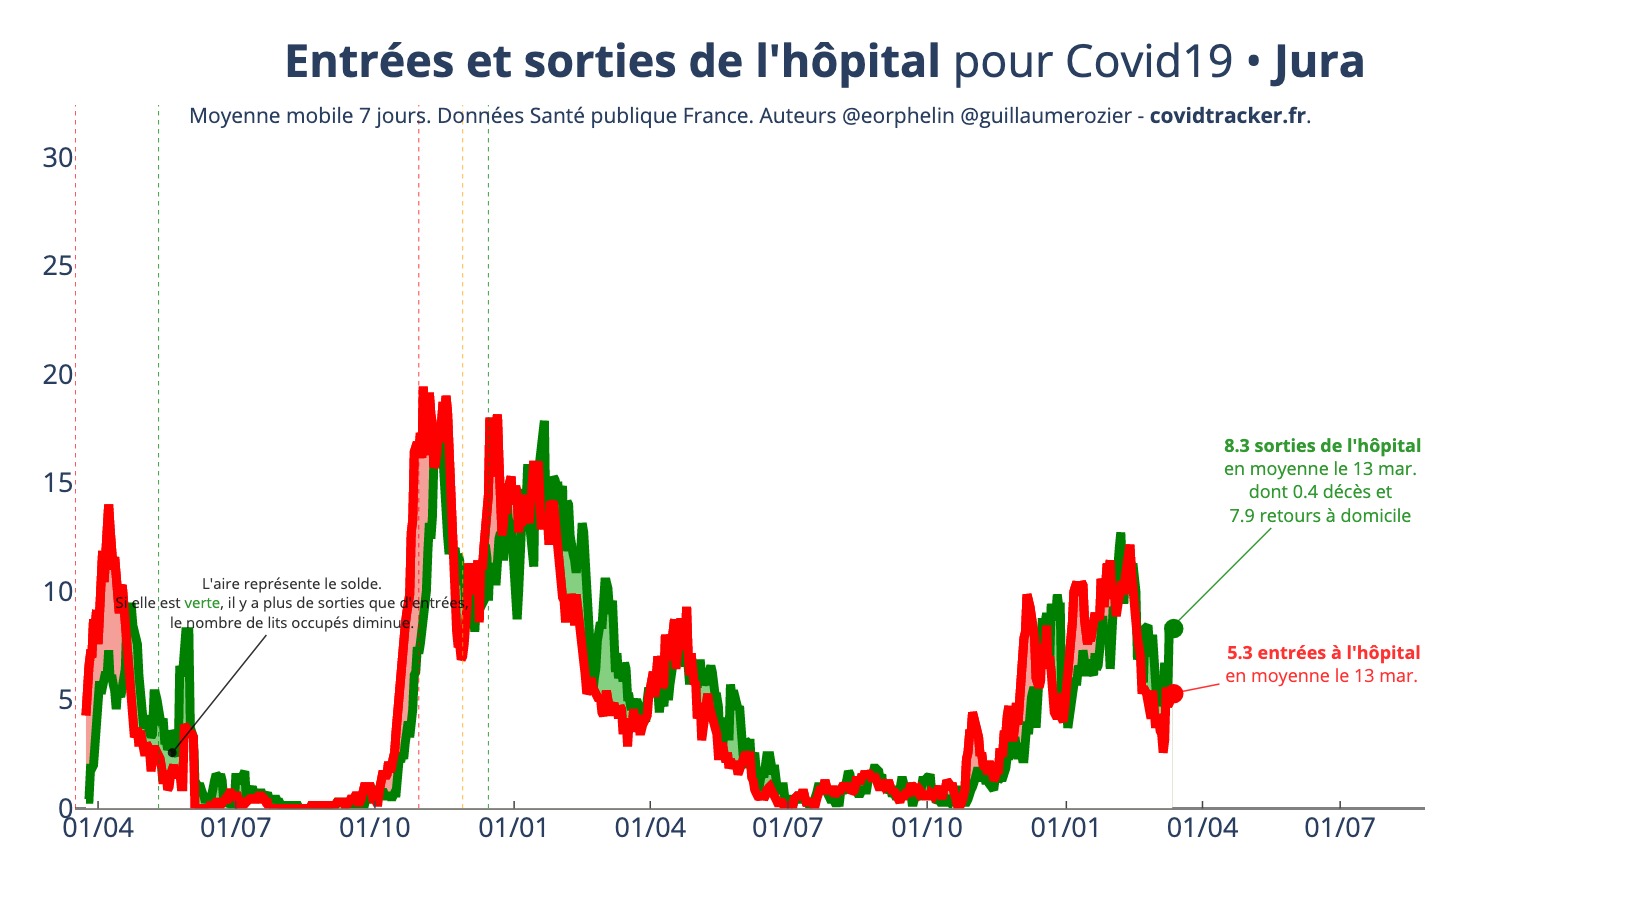 Entrées et sorties de l'hôpital pour Covid19 • Jura
Moyenne mobile 7 jours. Données Santé publique France. Auteurs @eorphelin @guillaumerozier - covidtracker.fr.
30
25
20
15
10
5
0
8.3 sorties de l'hôpital
en moyenne le 13 mar.
dont 0.4 décès et
7.9 retours à domicile
L'aire représente le solde.
Si elle est verte, il y a plus de sorties que d'entrées,
le nombre de lits occupés diminue.
5.3 entrées à l'hôpital
en moyenne le 13 mar.
01/04 01/07 01/10 01/01 01/04 01/07 01/10 01/01 01/04 01/07